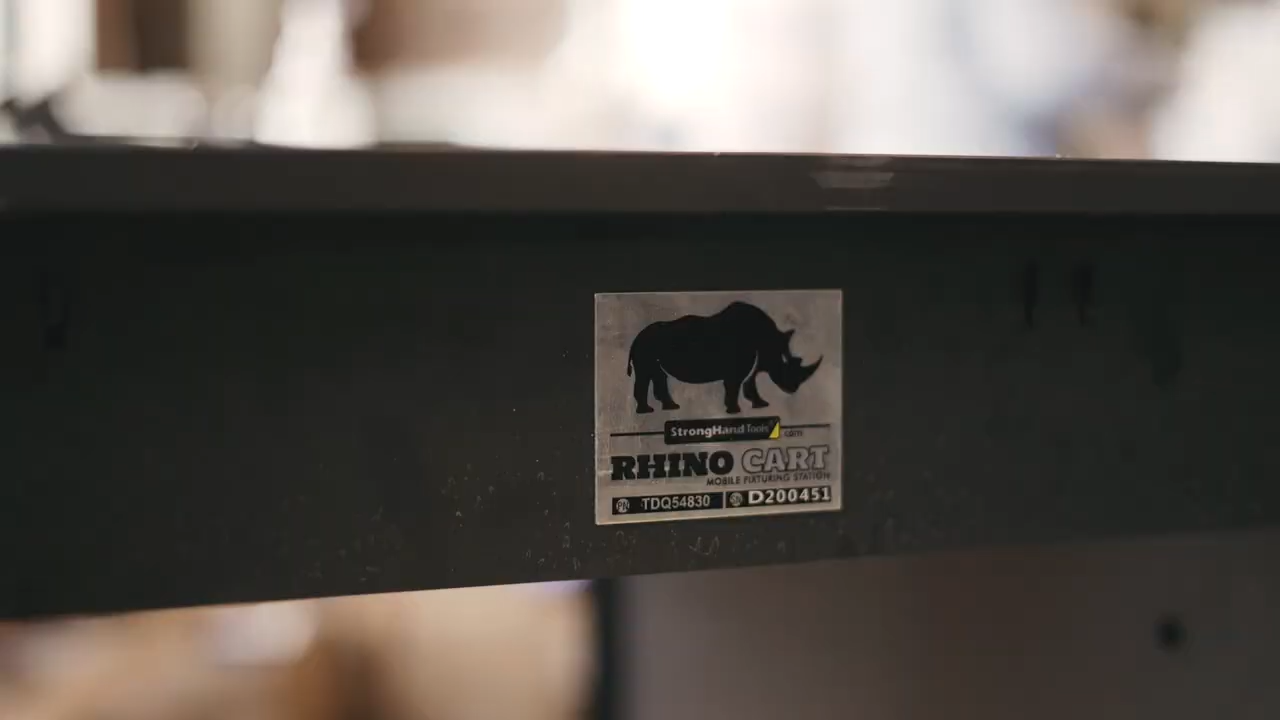 StrongHand Tools .com
RHINO CART
MOBILE FIXTURING STATION
PN TDQ54830 SN D200451